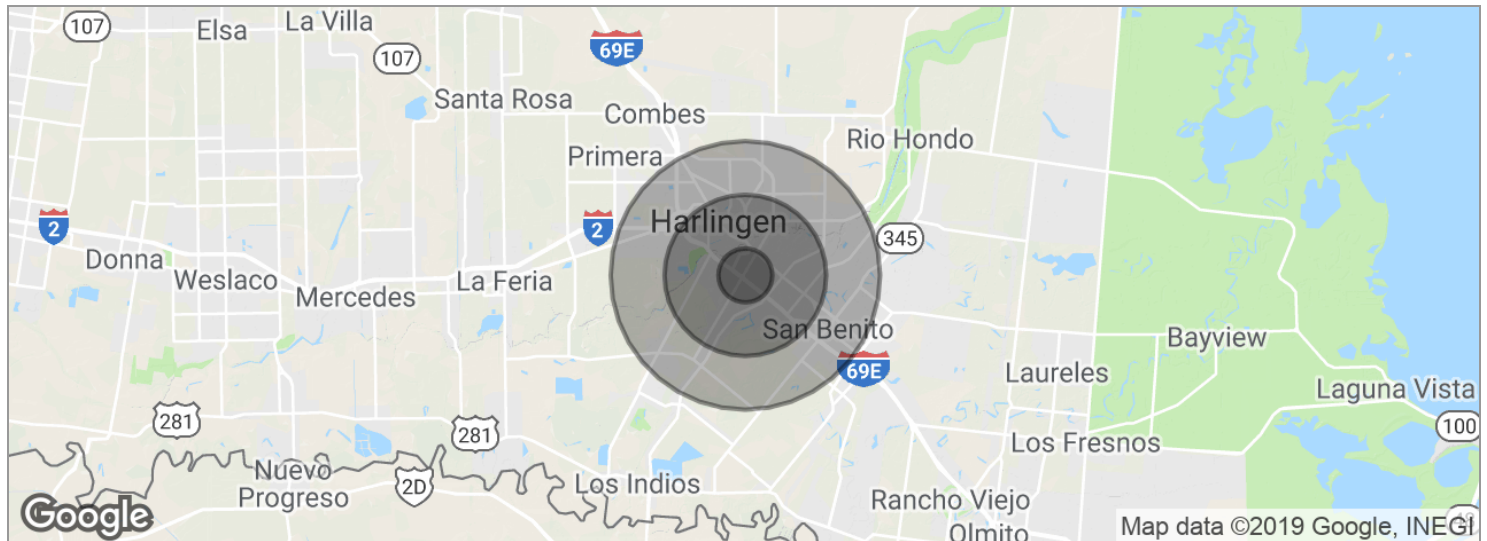 107
Elsa
La Villa
107
69E
Santa Rosa
Combes
Primera
Rio Hondo
2
Harlingen
2
345
Donna
Weslaco
La Feria
Mercedes
San Benito
Bayview
69E
Laureles
Laguna Vista
281
281
100
Los Fresnos
Nuevo
Progreso
2D
Los Indios
Rancho Viejo
Olmito
Google
Map data ©2019 Google, INEGI